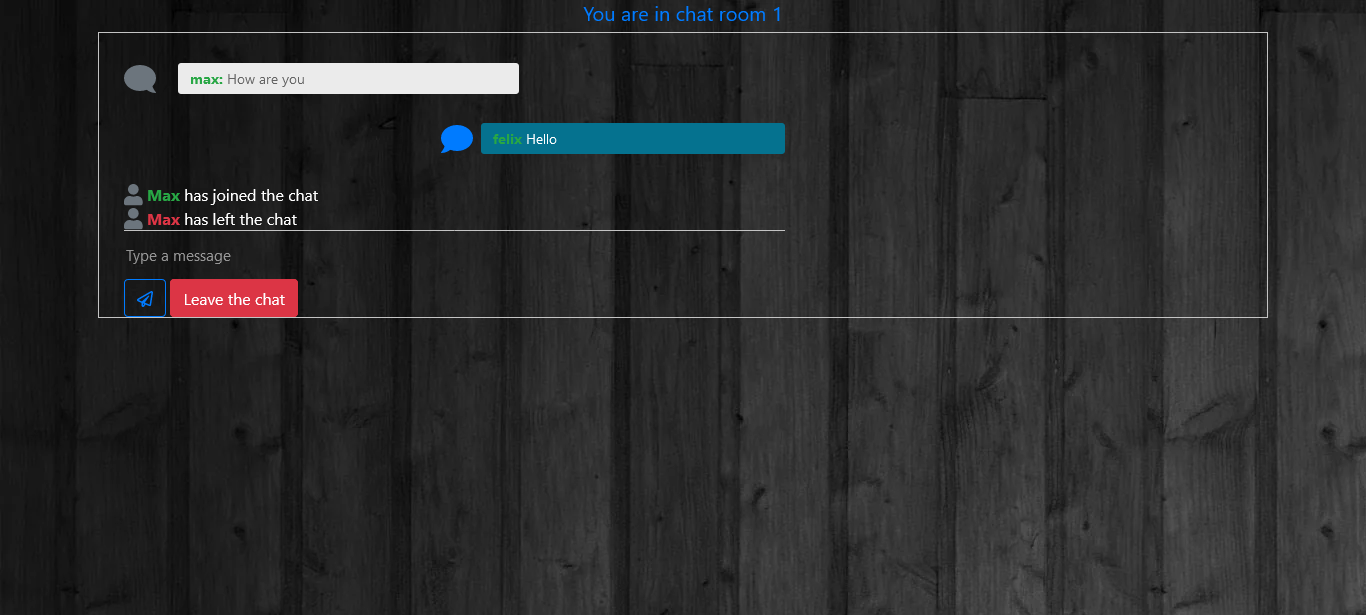 You are in chat room 1
max: How are you
felix Hello
Max has joined the chat
Max has left the chat
Type a message
Leave the chat